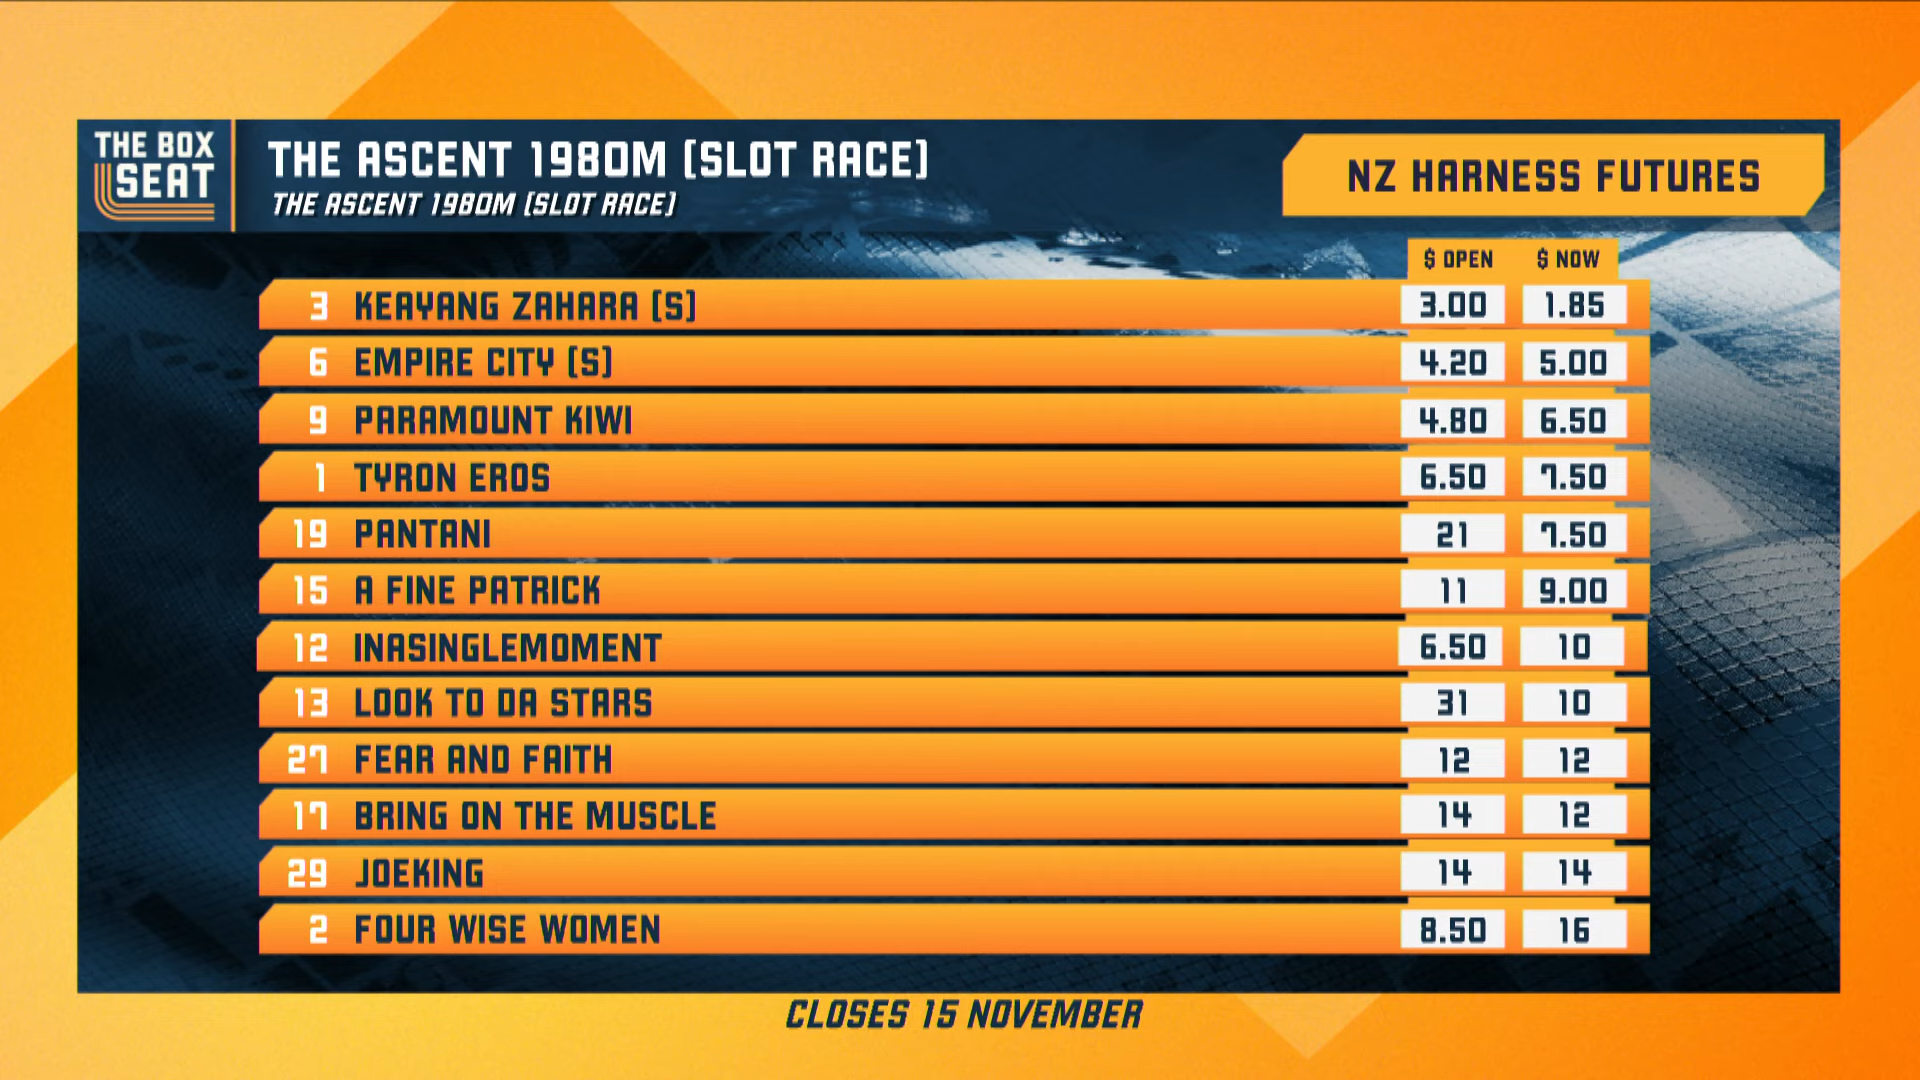 THE BOX
SEAT
THE ASCENT 1980M [SLOT RACE]
THE ASCENT 1980M [SLOT RACE]
NZ HARNESS FUTURES
$ OPEN $ NOW
3 KEAYANG ZAHARA [S] 3.00 1.85
6 EMPIRE CITY [S] 4.20 5.00
9 PARAMOUNT KIWI 4.80 6.50
1 TYRON EROS 6.50 7.50
19 PANTANI 21 7.50
15 A FINE PATRICK 11 9.00
12 INASINGLEMOMENT 6.50 10
13 LOOK TO DA STARS 31 10
27 FEAR AND FAITH 12 12
17 BRING ON THE MUSCLE 14 12
29 JOEKING 14 14
2 FOUR WISE WOMEN 8.50 16
CLOSES 15 NOVEMBER